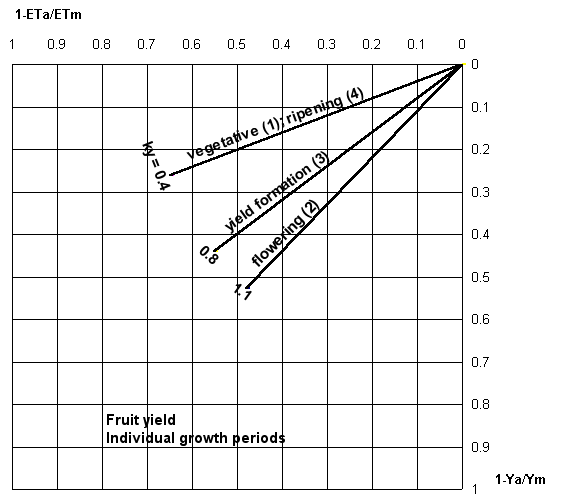 1-ETa/ETm
1 0.9 0.8 0.7 0.6 0.5 0.4 0.3 0.2 0.1 0
0
0.1
0.2
0.3
0.4
0.5
0.6
0.7
0.8
0.9
1
vegetative (1); ripening (4)
ky = 0.4
yield formation (3)
0.8
flowering (2)
1.1
Fruit yield
Individual growth periods
1-Ya/Ym